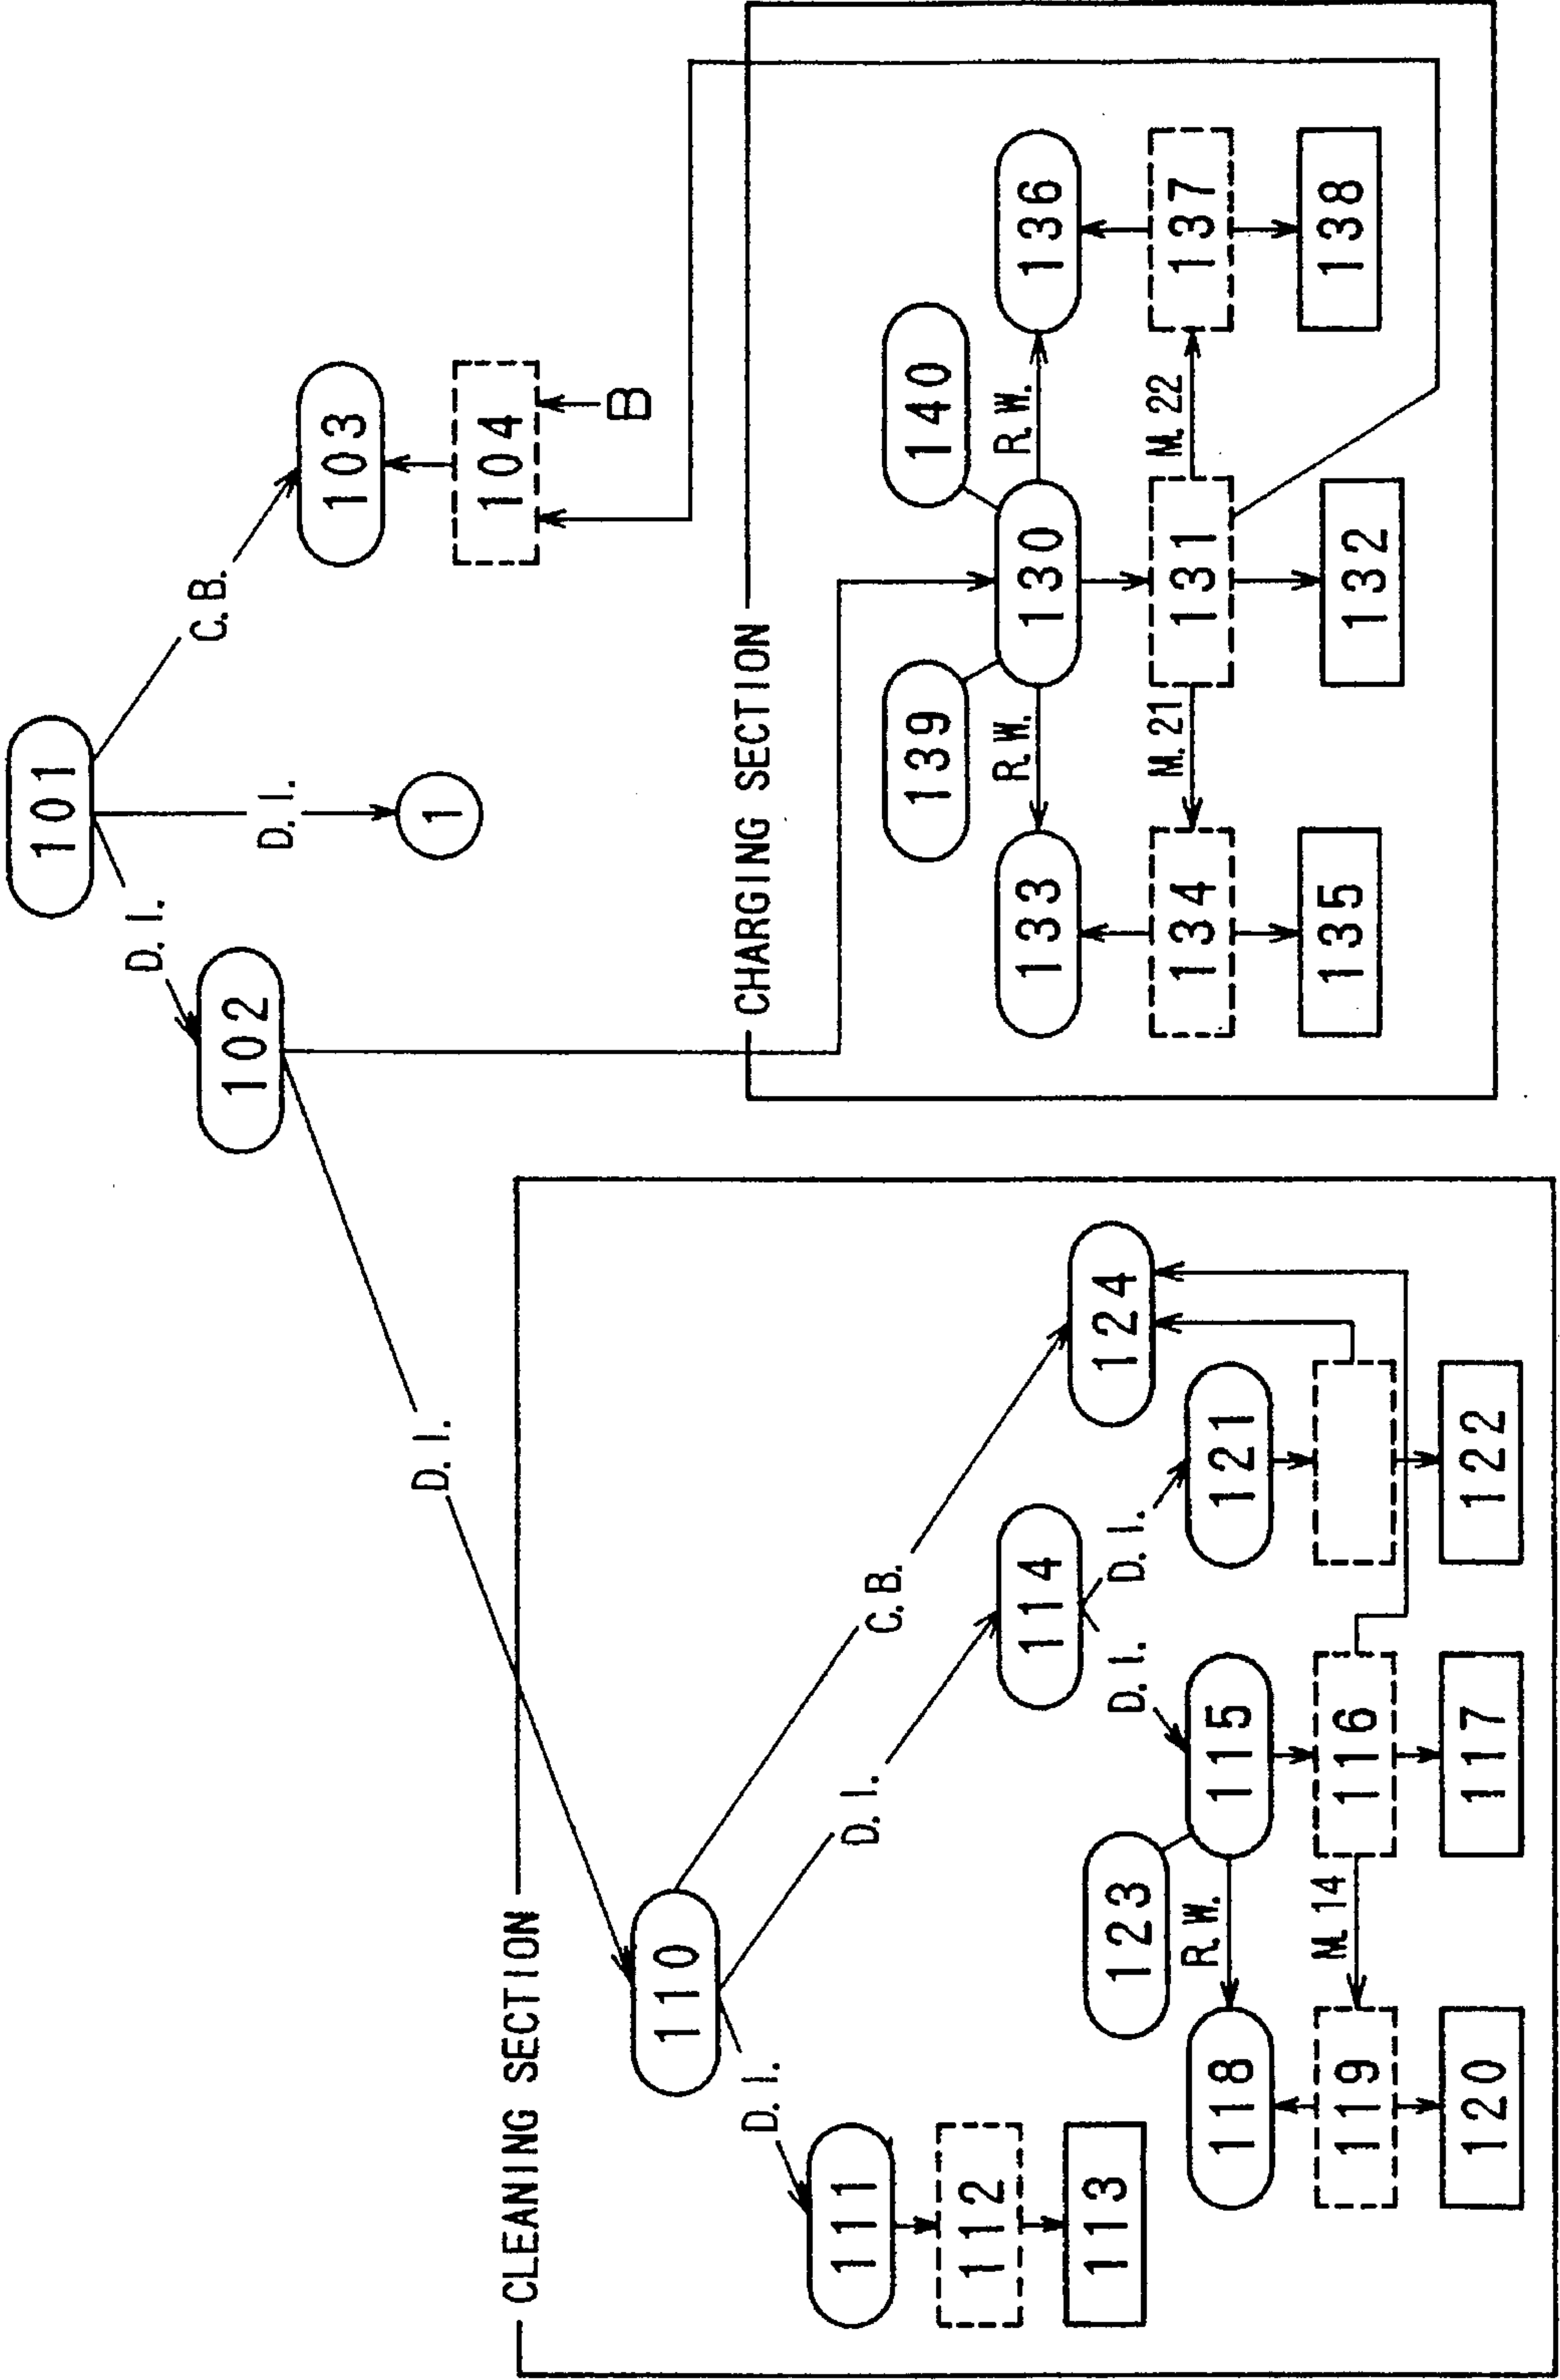 101
D. I.
D. I.
C.B.
102
1
103
104
B
D. I.
CLEANING SECTION
110
D. I.
D. I.
C.B.
111
112
113
114
124
D. I.
D. I.
123
115
121
R.W.
118
M.14
119
116
120
117
122
CHARGING SECTION
139
140
R.W.
R.W.
133
130
136
M.21
M.22
134
131
137
135
132
138